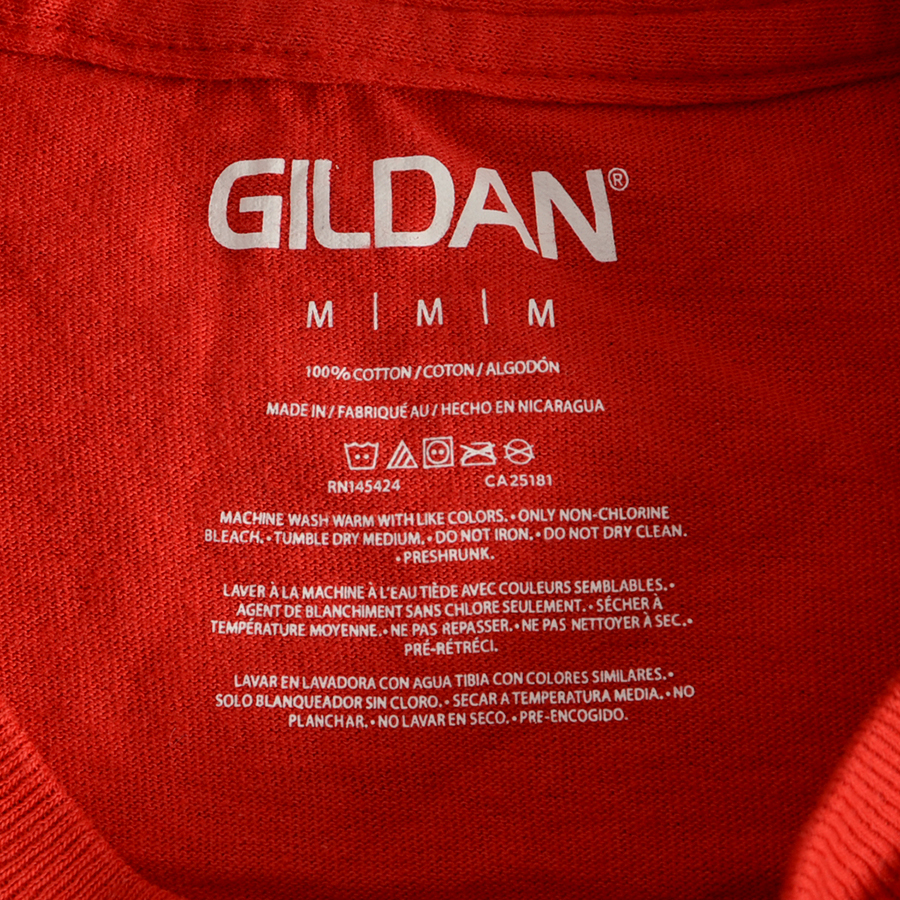 GILDAN®
M | M | M
100% COTTON / COTON / ALGODÓN
MADE IN / FABRIQUÉ AU / HECHO EN NICARAGUA
RN145424 CA25181
MACHINE WASH WARM WITH LIKE COLORS. • ONLY NON-CHLORINE
BLEACH. • TUMBLE DRY MEDIUM. • DO NOT IRON. • DO NOT DRY CLEAN.
• PRESHRUNK.
LAVER À LA MACHINE À L'EAU TIÈDE AVEC COULEURS SEMBLABLES. •
AGENT DE BLANCHIMENT SANS CHLORE SEULEMENT. • SÉCHER À
TEMPÉRATURE MOYENNE. • NE PAS REPASSER. • NE PAS NETTOYER À SEC. •
PRÉ-RÉTRÉCI.
LAVAR EN LAVADORA CON AGUA TIBIA CON COLORES SIMILARES. •
SOLO BLANQUEADOR SIN CLORO. • SECAR A TEMPERATURA MEDIA. • NO
PLANCHAR. • NO LAVAR EN SECO. • PRE-ENCOGIDO.